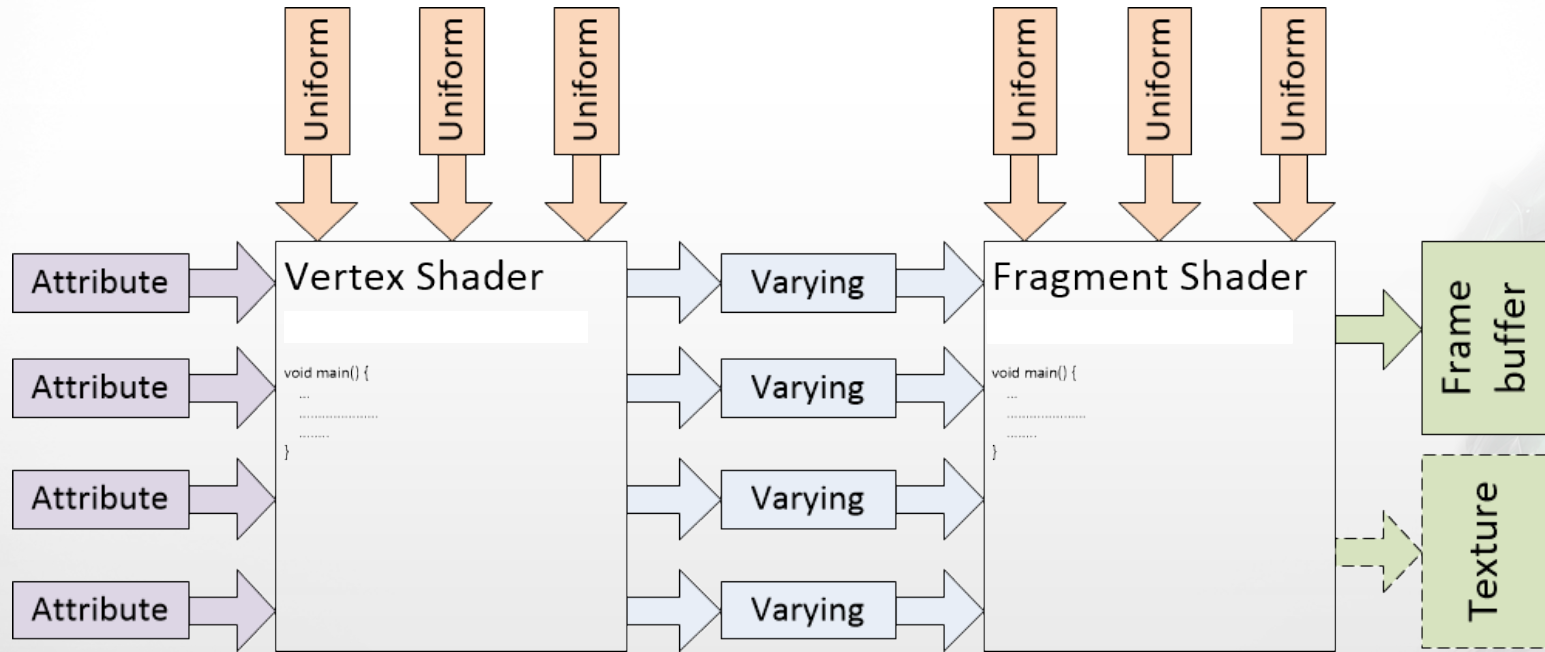 Uniform
Uniform
Uniform
Uniform
Uniform
Uniform
Attribute
Attribute
Attribute
Attribute
Vertex Shader
void main() {
...
.....................
........
}
Varying
Varying
Varying
Varying
Fragment Shader
void main() {
...
.....................
........
}
Frame
buffer
Texture